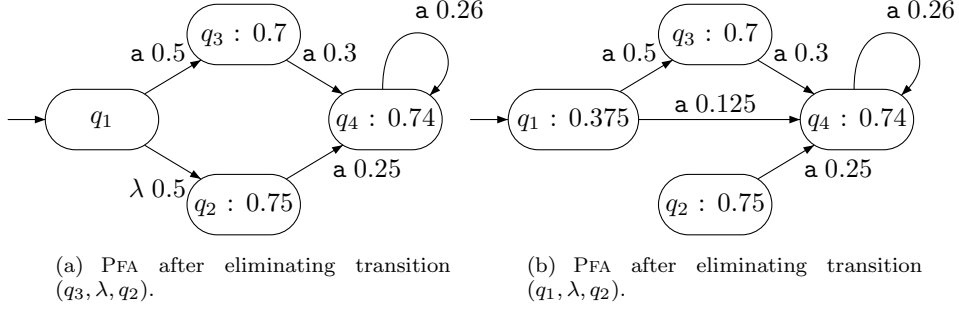 a 0.26
q3 : 0.7
a 0.5
a 0.3
q1
q4 : 0.74
λ 0.5
a 0.25
q2 : 0.75
(a) PFA after eliminating transition
(q3, λ, q2).
a 0.26
q3 : 0.7
a 0.5
a 0.3
a 0.125
q1 : 0.375
q4 : 0.74
a 0.25
q2 : 0.75
(b) PFA after eliminating transition
(q1, λ, q2).